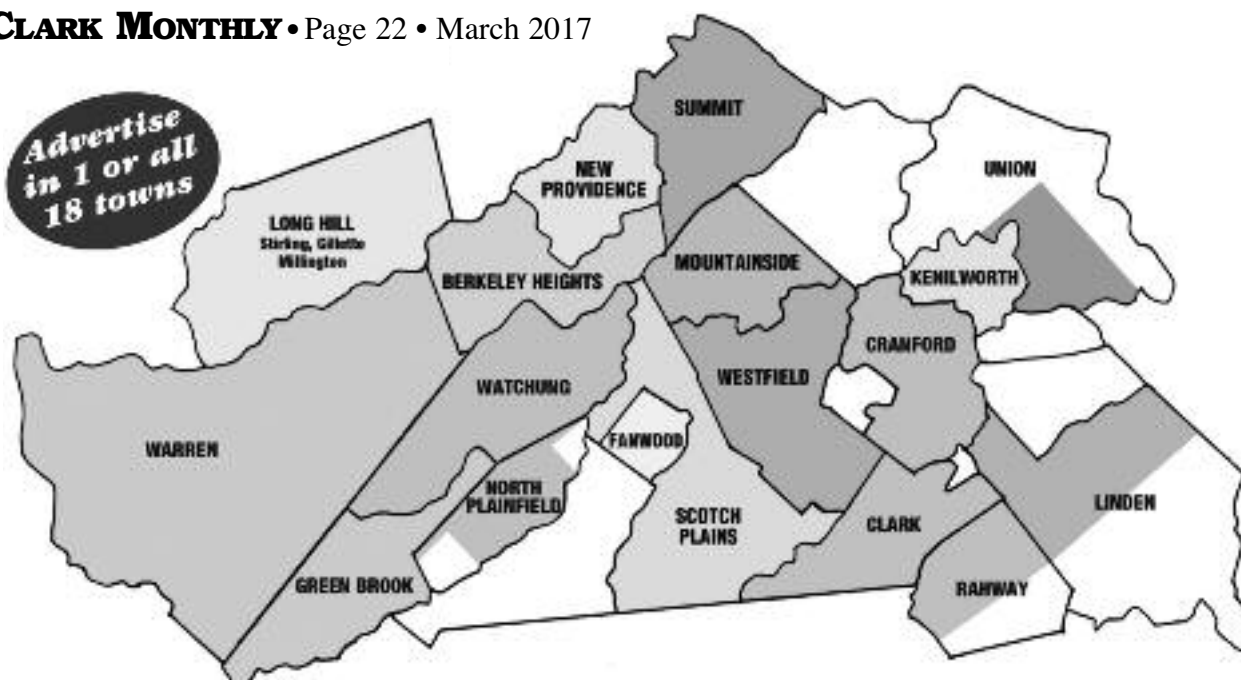 CLARK MONTHLY • Page 22 • March 2017
Advertise
in 1 or all
18 towns
SUMMIT
NEW
PROVIDENCE
UNION
LONG HILL
Stirling, Gillette
Millington
BERKELEY HEIGHTS
MOUNTAINSIDE
KENILWORTH
CRANFORD
WATCHUNG
WESTFIELD
WARREN
FANWOOD
NORTH
PLAINFIELD
SCOTCH
PLAINS
CLARK
LINDEN
GREEN BROOK
RAHWAY